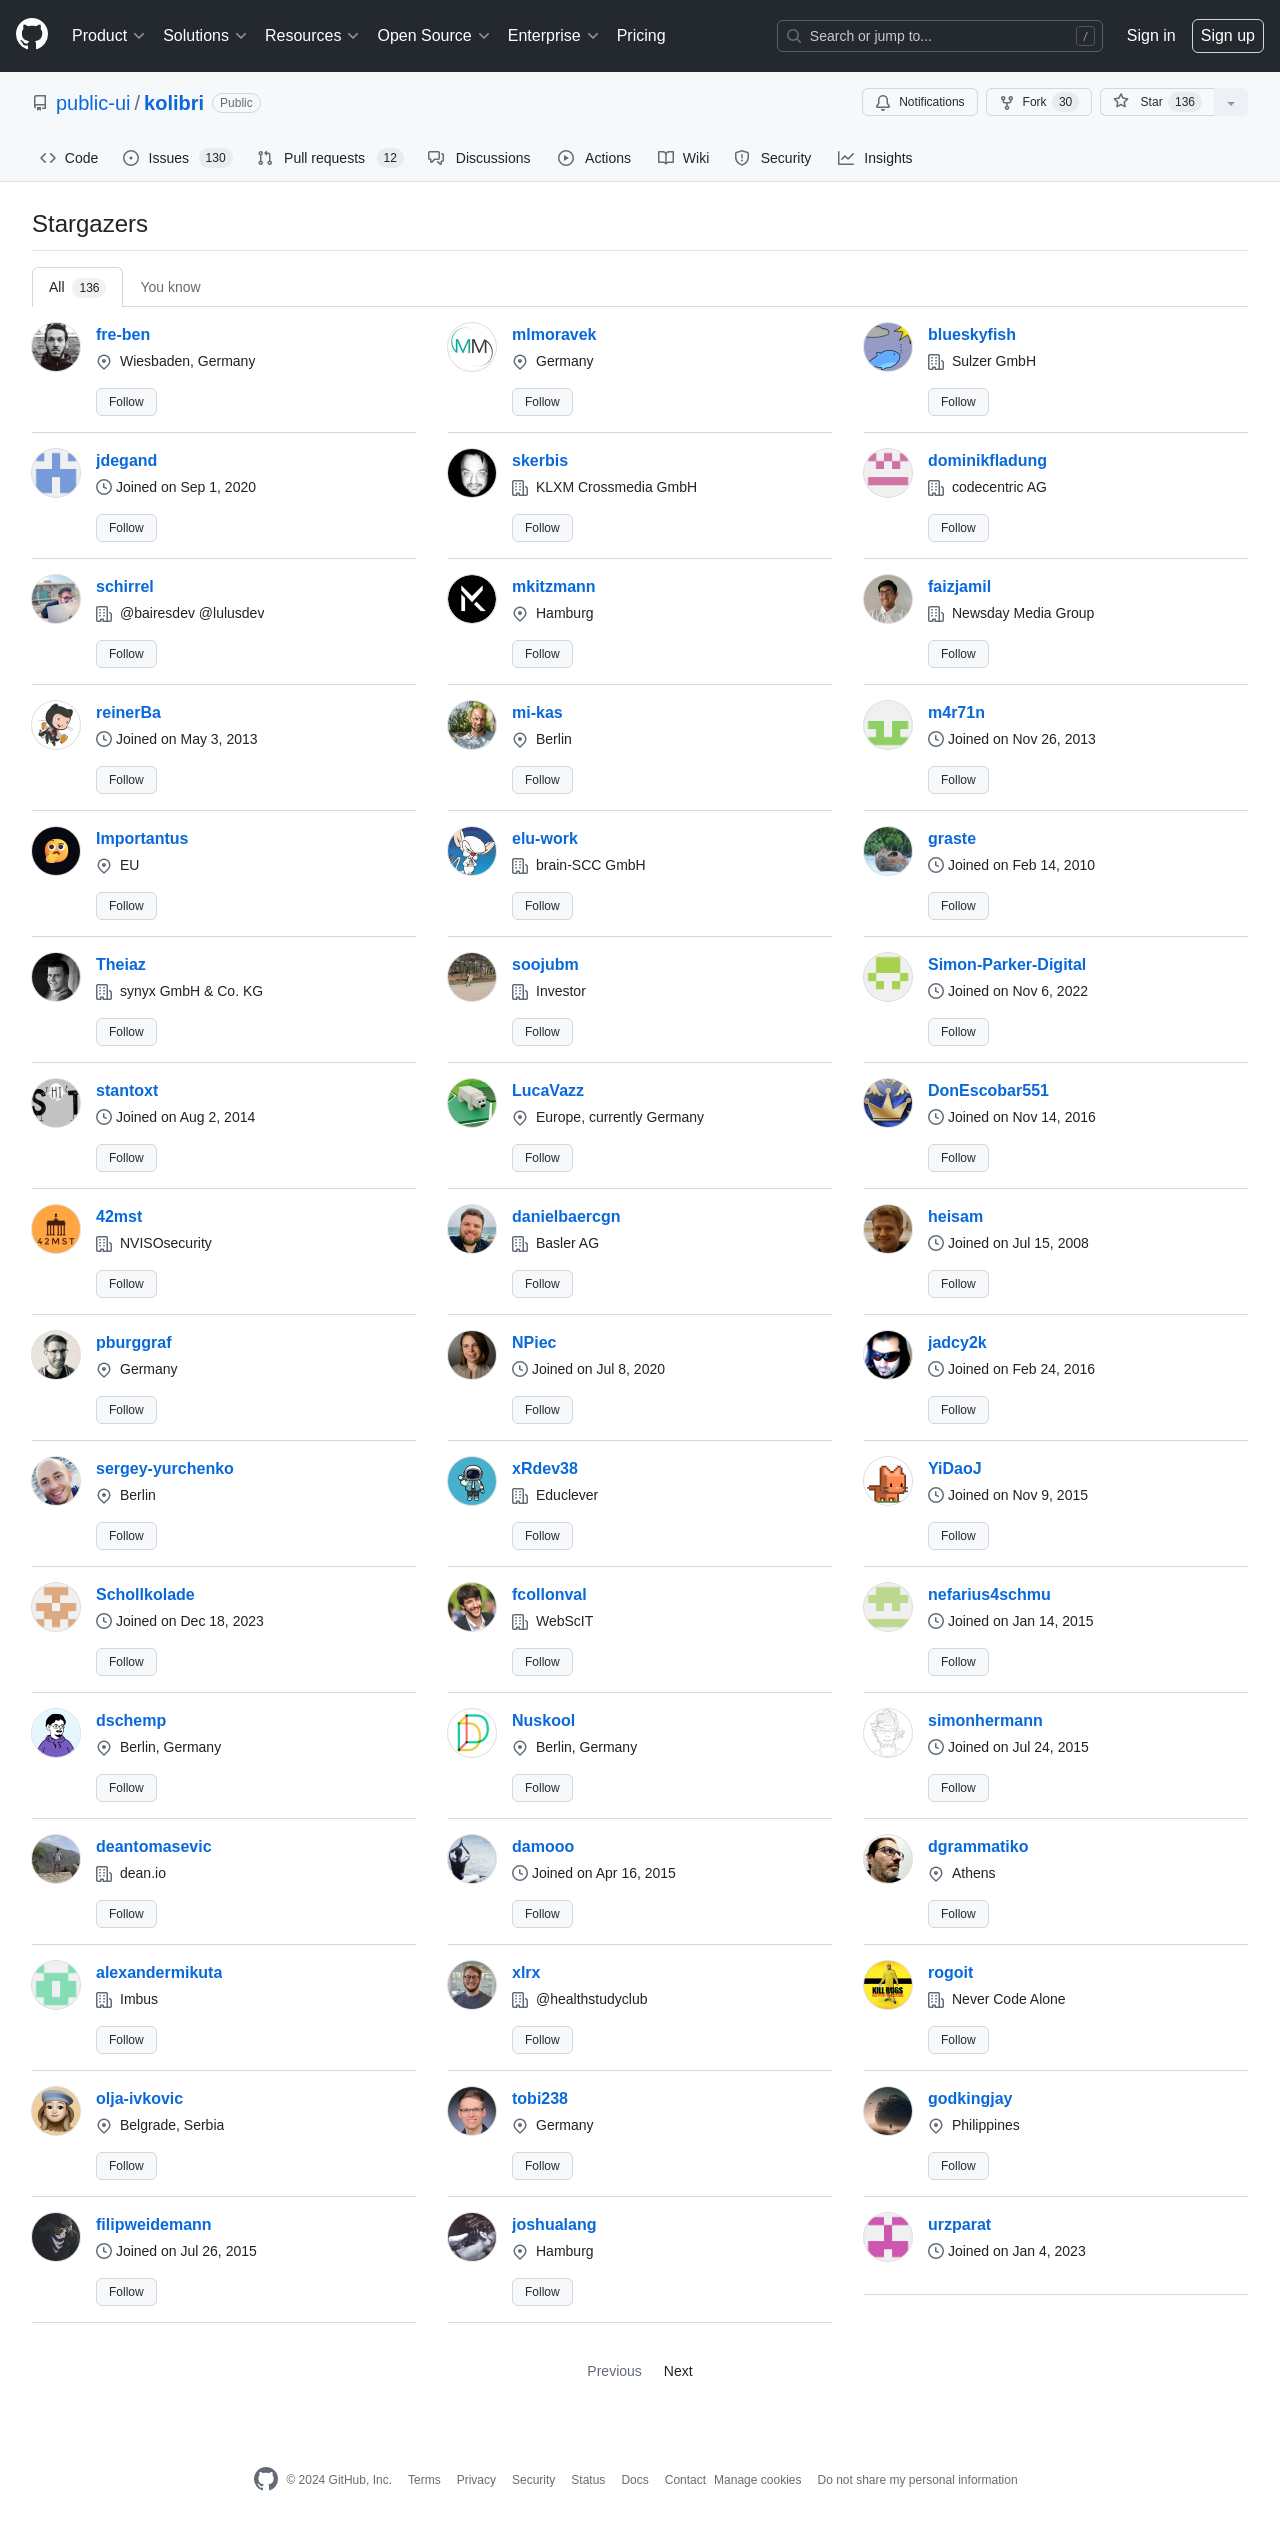 Product Solutions Resources Open Source Enterprise Pricing Search or jump to... / Sign in Sign up
public-ui / kolibri Public Notifications Fork 30 Star 136
Code Issues 130 Pull requests 12 Discussions Actions Wiki Security Insights
Stargazers
All 136 You know
fre-ben mlmoravek blueskyfish
Wiesbaden, Germany Germany Sulzer GmbH
Follow Follow Follow
jdegand skerbis dominikfladung
Joined on Sep 1, 2020 KLXM Crossmedia GmbH codecentric AG
Follow Follow Follow
schirrel mkitzmann faizjamil
@bairesdev @lulusdev Hamburg Newsday Media Group
Follow Follow Follow
reinerBa mi-kas m4r71n
Joined on May 3, 2013 Berlin Joined on Nov 26, 2013
Follow Follow Follow
Importantus elu-work graste
EU brain-SCC GmbH Joined on Feb 14, 2010
Follow Follow Follow
Theiaz soojubm Simon-Parker-Digital
synyx GmbH & Co. KG Investor Joined on Nov 6, 2022
Follow Follow Follow
stantoxt LucaVazz DonEscobar551
Joined on Aug 2, 2014 Europe, currently Germany Joined on Nov 14, 2016
Follow Follow Follow
42mst danielbaercgn heisam
42MST NVISOsecurity Basler AG Joined on Jul 15, 2008
Follow Follow Follow
pburggraf NPiec jadcy2k
Germany Joined on Jul 8, 2020 Joined on Feb 24, 2016
Follow Follow Follow
sergey-yurchenko xRdev38 YiDaoJ
Berlin Educlever Joined on Nov 9, 2015
Follow Follow Follow
Schollkolade fcollonval nefarius4schmu
Joined on Dec 18, 2023 WebScIT Joined on Jan 14, 2015
Follow Follow Follow
dschemp Nuskool simonhermann
Berlin, Germany Berlin, Germany Joined on Jul 24, 2015
Follow Follow Follow
deantomasevic damooo dgrammatiko
dean.io Joined on Apr 16, 2015 Athens
Follow Follow Follow
alexandermikuta xlrx rogoit
Imbus @healthstudyclub KILL BUGS Never Code Alone
Follow Follow Follow
olja-ivkovic tobi238 godkingjay
Belgrade, Serbia Germany Philippines
Follow Follow Follow
filipweidemann joshualang urzparat
Joined on Jul 26, 2015 Hamburg Joined on Jan 4, 2023
Follow Follow
Previous Next
© 2024 GitHub, Inc. Terms Privacy Security Status Docs Contact Manage cookies Do not share my personal information